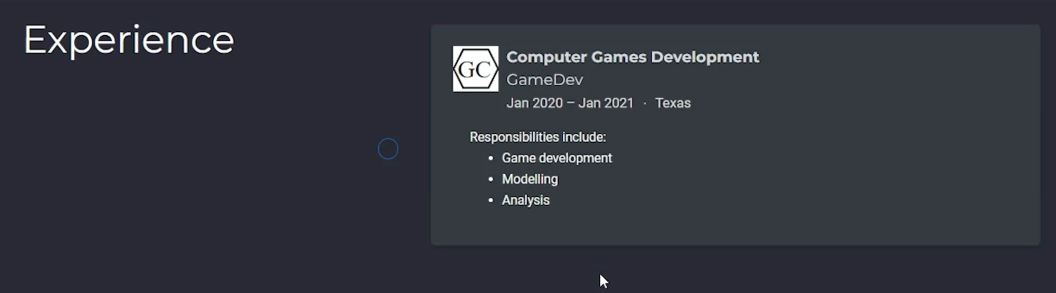 Experience
GC
Computer Games Development
GameDev
Jan 2020 – Jan 2021 · Texas
Responsibilities include:
• Game development
• Modelling
• Analysis